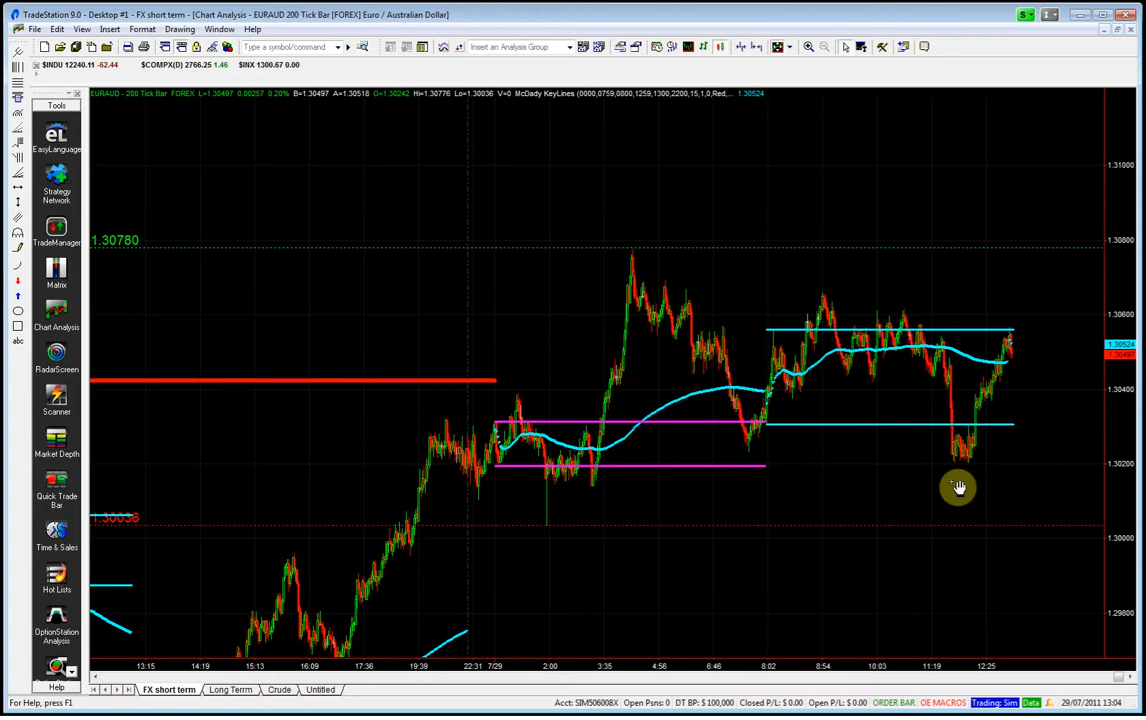 TradeStation 9.0 - Desktop #1 - FX short term - [Chart Analysis - EURAUD 200 Tick Bar [FOREX] Euro / Australian Dollar]
File Edit View Insert Format Drawing Window Help
Type a symbol/command
Insert an Analysis Group
$INDU 12240.11 -62.44 $COMPX(D) 2766.25 1.46 $INX 1300.67 0.00
EURAUD - 200 Tick Bar FOREX L=1.30497 0.00257 0.20% B=1.30497 A=1.30518 O=1.30242 Hi=1.30776 Lo=1.30036 V=0 McDady KeyLines (0000,0759,0800,1259,1300,2200,15,1,0,Red,... 1.30524
Tools
EasyLanguage
Strategy
Network
TradeManager
Matrix
Chart Analysis
RadarScreen
Scanner
Market Depth
Quick Trade
Bar
Time & Sales
Hot Lists
OptionStation
Analysis
Help
abc
1.30780
1.30036
1.31000
1.30800
1.30600
1.30524
1.30497
1.30400
1.30200
1.30000
1.29800
13:15 14:19 15:13 16:09 17:36 19:39 22:31 7/29 2:00 3:35 4:56 6:46 8:02 8:54 10:03 11:19 12:25
FX short term Long Term Crude Untitled
For Help, press F1
Acct: SIM506008X Open Psns: 0 DT BP: $100,000 Closed P/L: $ 0.00 Open P/L: $ 0.00 ORDER BAR OE MACROS Trading: Sim Data 29/07/2011 13:04